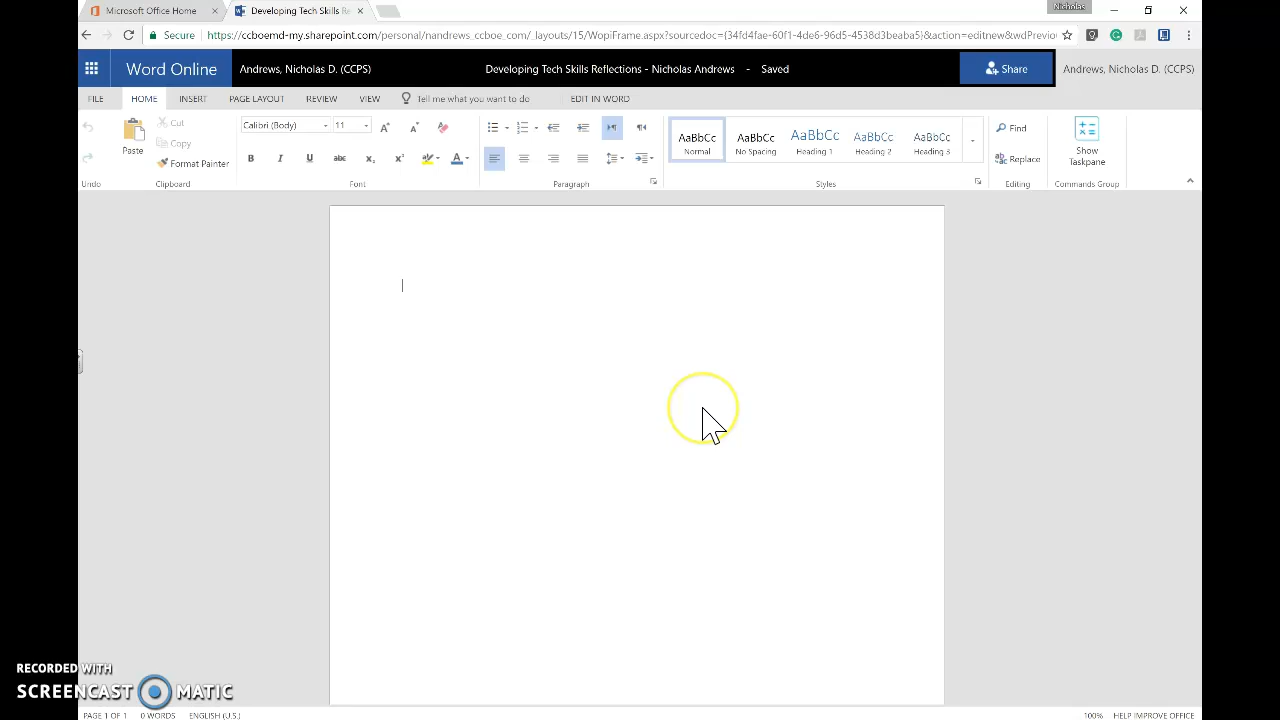 Nicholas
Microsoft Office Home
Developing Tech Skills Re
Secure
https://ccboemd-my.sharepoint.com/personal/nandrews_ccboe_com/_layouts/15/WopiFrame.aspx?sourcedoc={34fd4fae-60f1-4de6-96d5-4538d3beaba5}&action=editnew&wdPreviou
Word Online
Andrews, Nicholas D. (CCPS)
Developing Tech Skills Reflections - Nicholas Andrews - Saved
Share
Andrews, Nicholas D. (CCPS)
FILE HOME INSERT PAGE LAYOUT REVIEW VIEW Tell me what you want to do EDIT IN WORD
Paste
Cut
Copy
Format Painter
Calibri (Body) 11
B I U abc x₂ x² A
AaBbCc AaBbCc AaBbCc AaBbCc AaBbCc
Normal No Spacing Heading 1 Heading 2 Heading 3
Find
Replace
Show
Taskpane
Undo Clipboard Font Paragraph Styles Editing Commands Group
RECORDED WITH
SCREENCAST MATIC
PAGE 1 OF 1 0 WORDS ENGLISH (U.S.) 100% HELP IMPROVE OFFICE